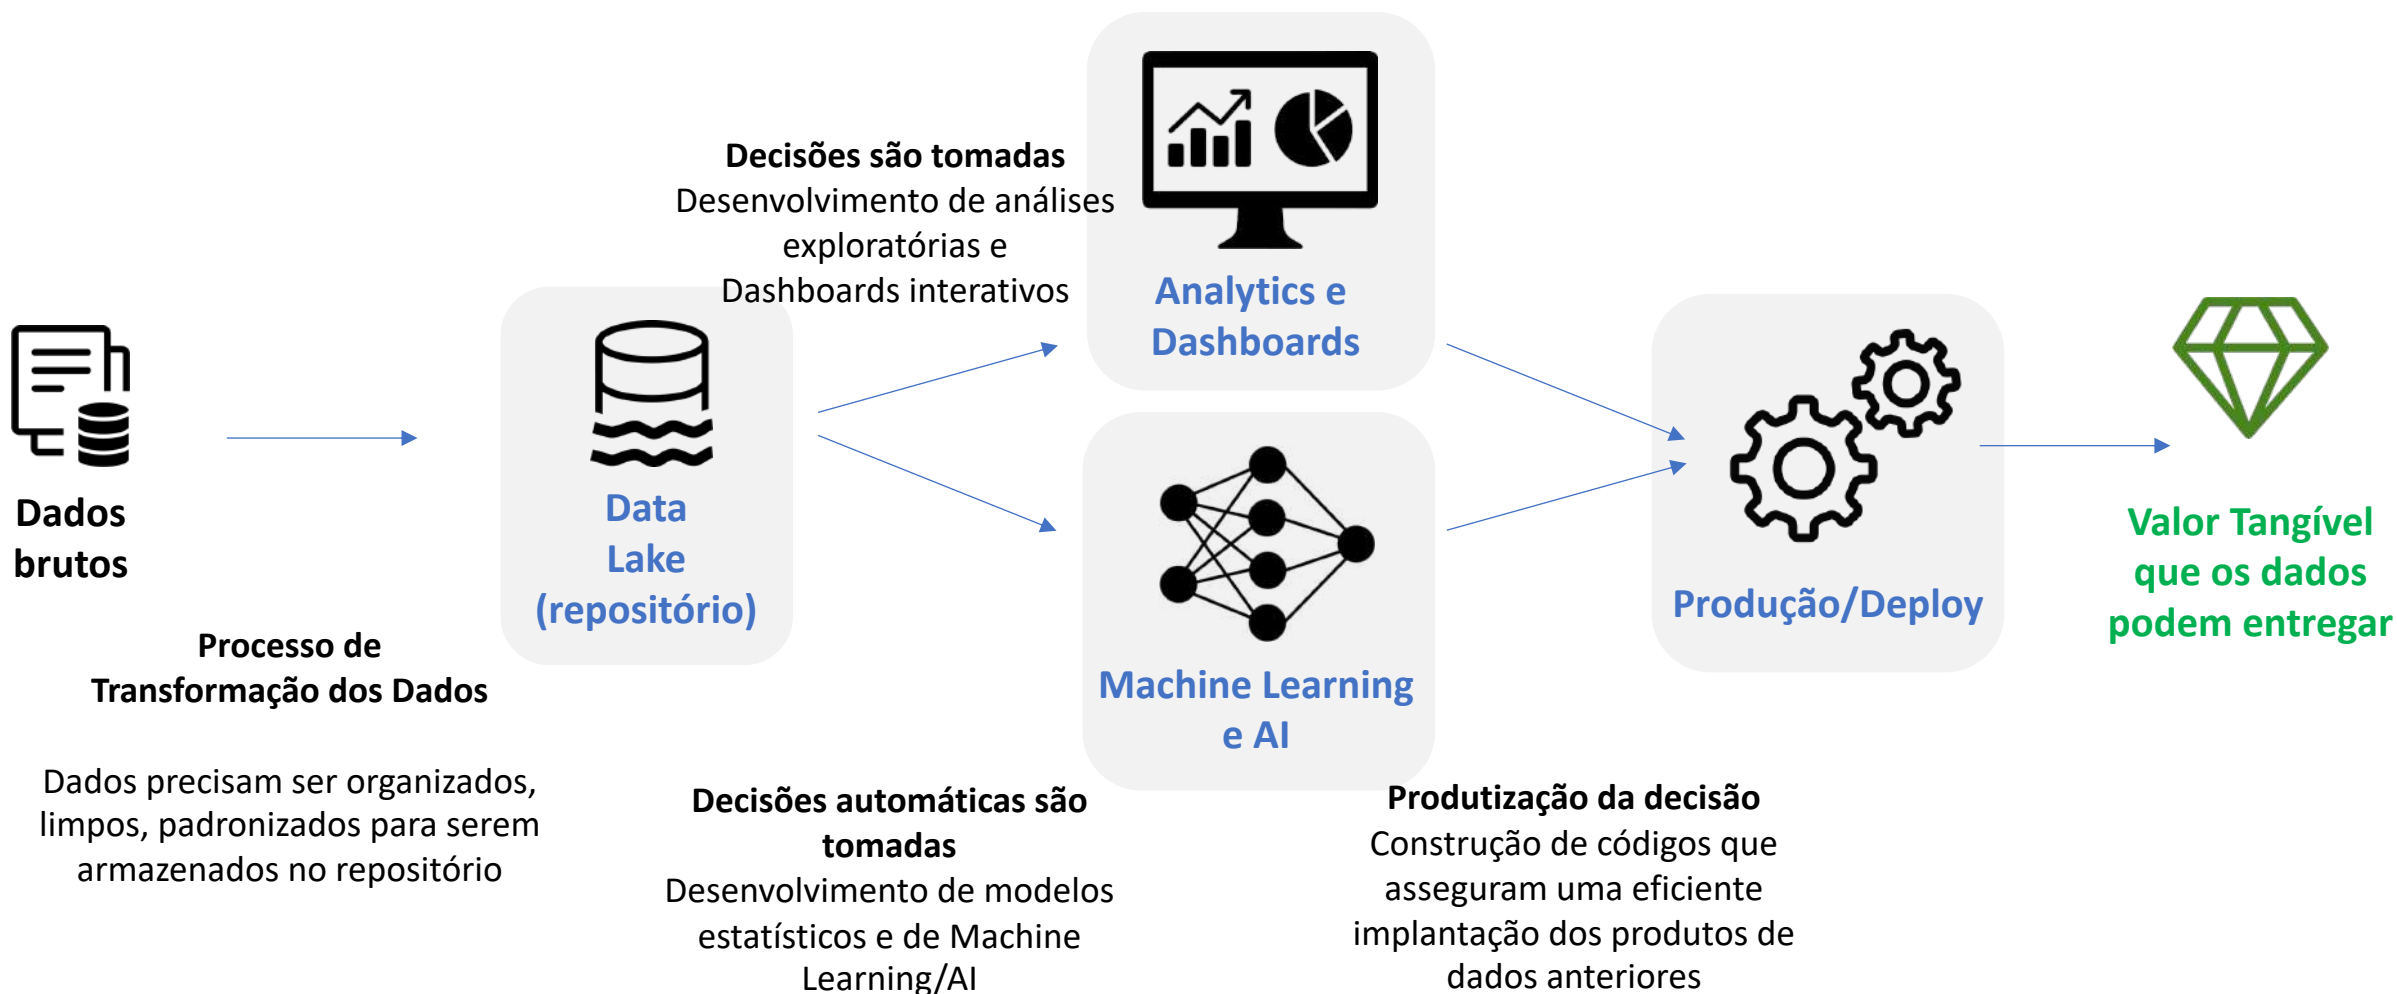 Dados
brutos
Processo de
Transformação dos Dados
Dados precisam ser organizados,
limpos, padronizados para serem
armazenados no repositório
Data
Lake
(repositório)
Decisões são tomadas
Desenvolvimento de análises
exploratórias e
Dashboards interativos
Analytics e
Dashboards
Machine Learning
e AI
Decisões automáticas são
tomadas
Desenvolvimento de modelos
estatísticos e de Machine
Learning/AI
Produção/Deploy
Produtização da decisão
Construção de códigos que
asseguram uma eficiente
implantação dos produtos de
dados anteriores
Valor Tangível
que os dados
podem entregar